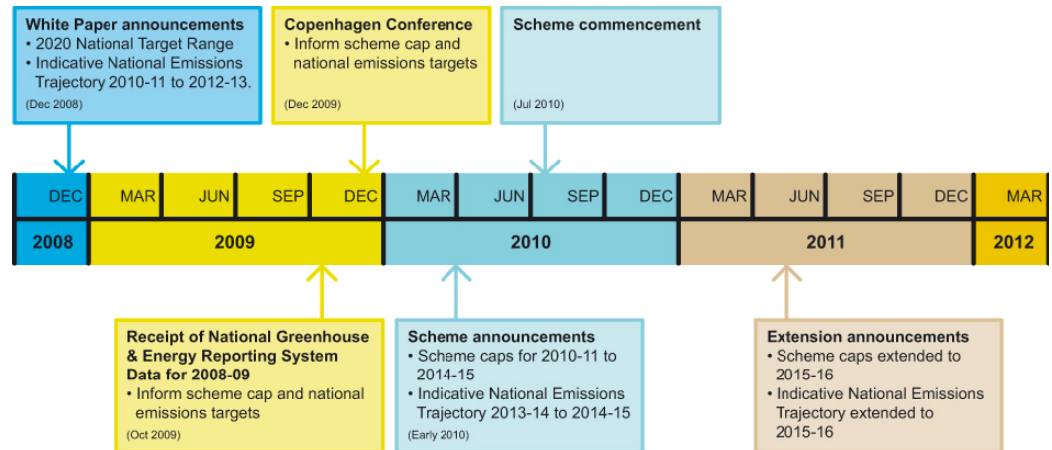 White Paper announcements
• 2020 National Target Range
• Indicative National Emissions
Trajectory 2010-11 to 2012-13.
(Dec 2008)
Copenhagen Conference
• Inform scheme cap and
national emissions targets
(Dec 2009)
Scheme commencement
(Jul 2010)
DEC MAR JUN SEP DEC MAR JUN SEP DEC MAR JUN SEP DEC MAR
2008 2009 2010 2011 2012
Receipt of National Greenhouse
& Energy Reporting System
Data for 2008-09
• Inform scheme cap and national
emissions targets
(Oct 2009)
Scheme announcements
• Scheme caps for 2010-11 to
2014-15
• Indicative National Emissions
Trajectory 2013-14 to 2014-15
(Early 2010)
Extension announcements
• Scheme caps extended to
2015-16
• Indicative National Emissions
Trajectory extended to
2015-16